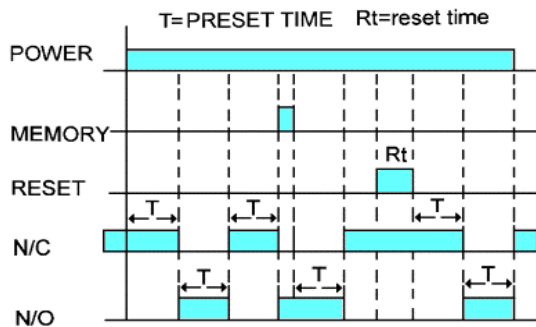 T=PRESET TIME Rt=reset time
POWER
MEMORY
Rt
RESET
T T T
N/C
T T T
N/O